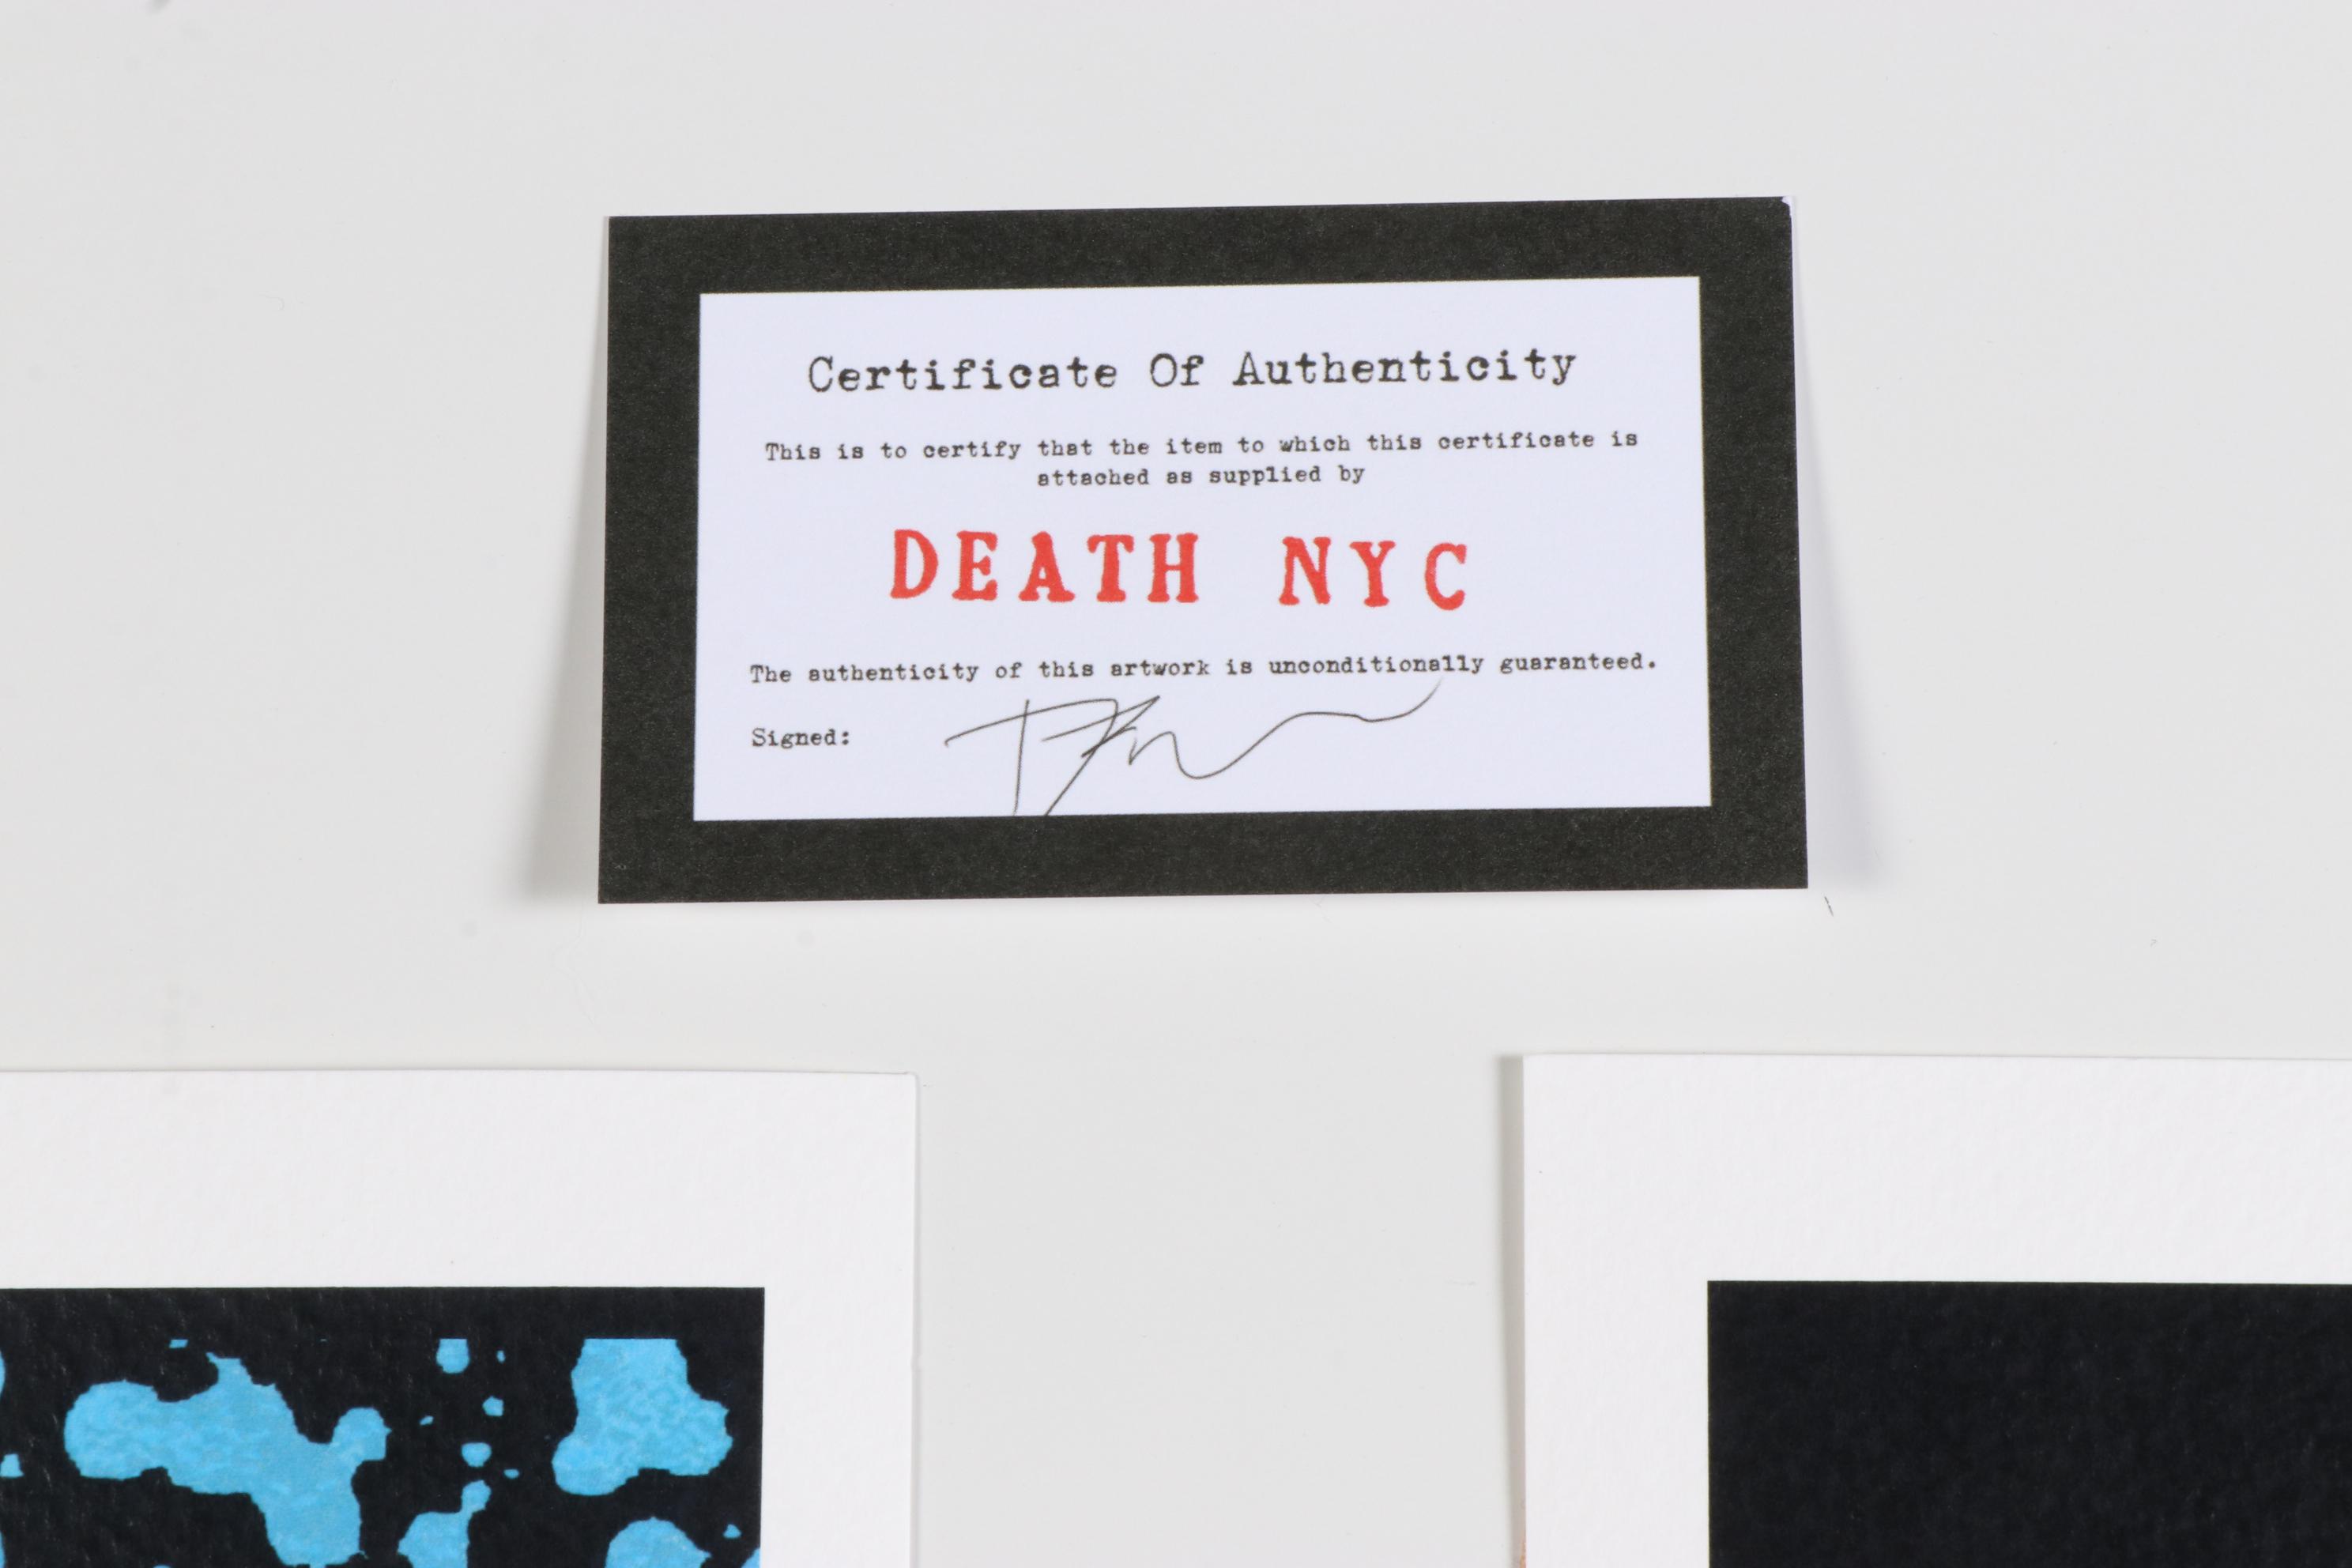 Certificate Of Authenticity
This is to certify that the item to which this certificate is
attached as supplied by
DEATH NYC
The authenticity of this artwork is unconditionally guaranteed.
Signed: